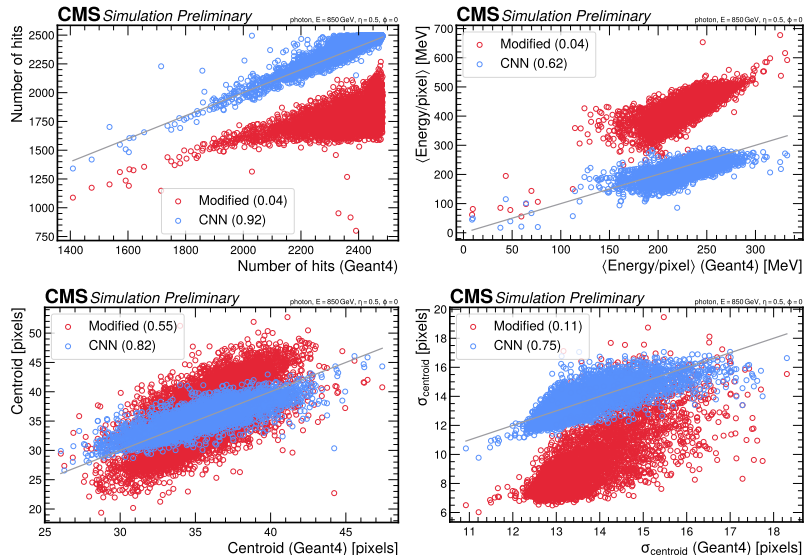 CMS Simulation Preliminary
photon, E = 850 GeV, η = 0.5, ϕ = 0
Number of hits
2500
2250
2000
1750
1500
1250
1000
750
Modified (0.04)
CNN (0.92)
1400 1600 1800 2000 2200 2400
Number of hits (Geant4)
CMS Simulation Preliminary
photon, E = 850 GeV, η = 0.5, ϕ = 0
⟨Energy/pixel⟩ [MeV]
700
600
500
400
300
200
100
0
Modified (0.04)
CNN (0.62)
0 50 100 150 200 250 300
⟨Energy/pixel⟩ (Geant4) [MeV]
CMS Simulation Preliminary
photon, E = 850 GeV, η = 0.5, ϕ = 0
Centroid [pixels]
50
45
40
35
30
25
20
Modified (0.55)
CNN (0.82)
25 30 35 40 45
Centroid (Geant4) [pixels]
CMS Simulation Preliminary
photon, E = 850 GeV, η = 0.5, ϕ = 0
σcentroid [pixels]
20
18
16
14
12
10
8
6
Modified (0.11)
CNN (0.75)
11 12 13 14 15 16 17 18
σcentroid (Geant4) [pixels]